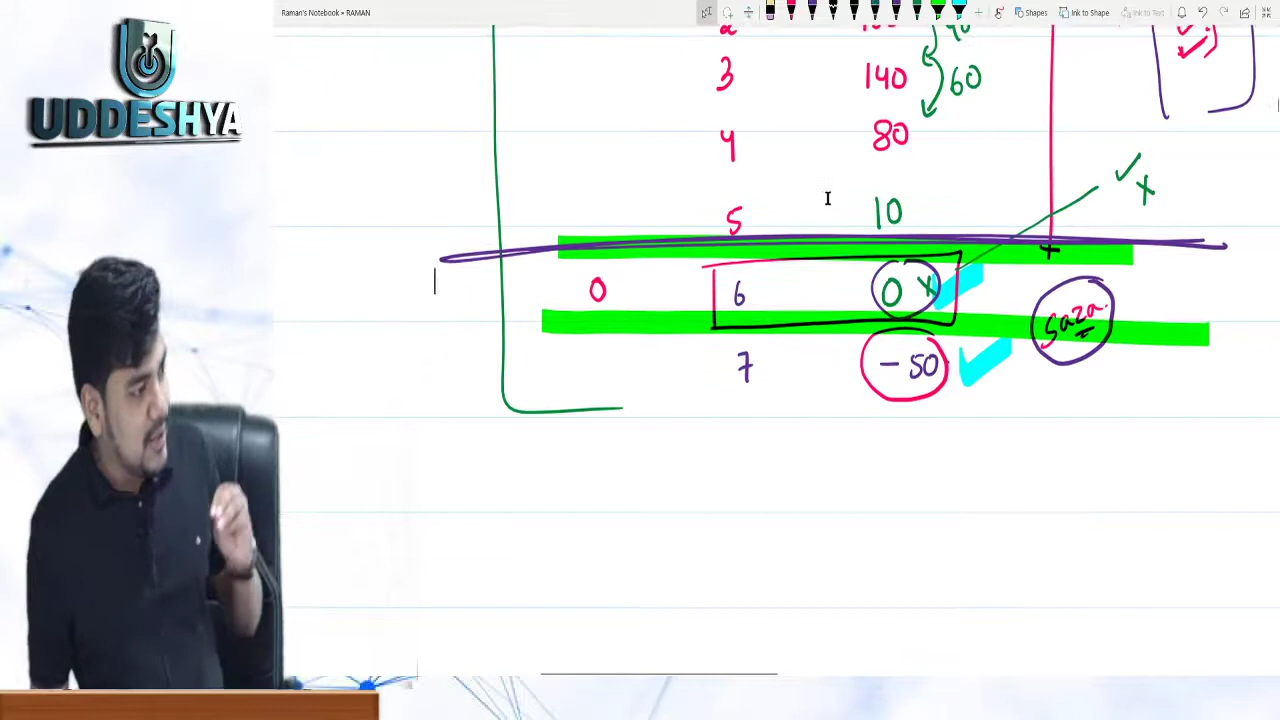 Raman's Notebook » RAMAN
Shapes
Ink to Shape
Ink to Text
UDDESHYA
60
3 140
4 80
5 10
+
x
0 6 0 x
Saza.
7 - 50